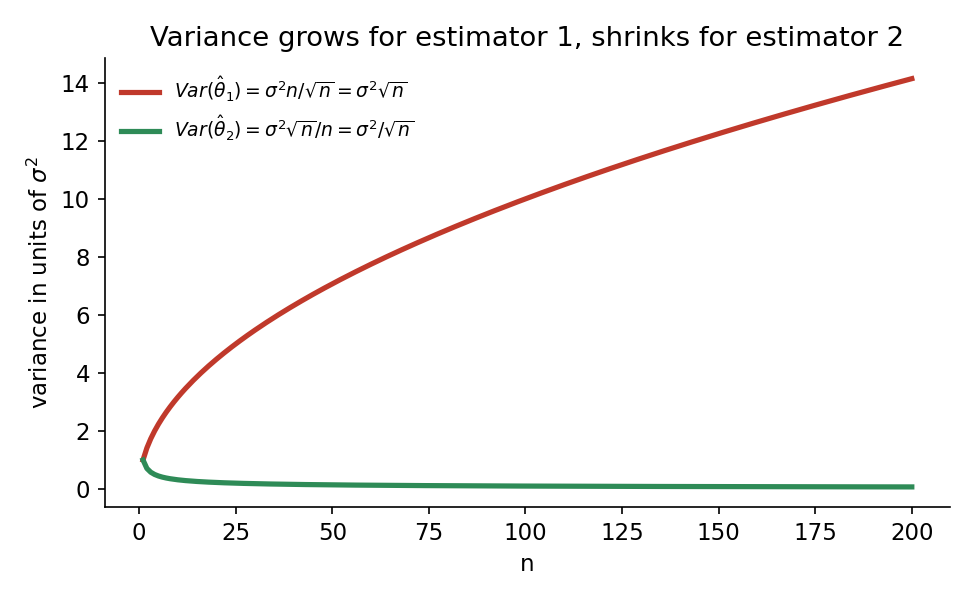 Variance grows for estimator 1, shrinks for estimator 2
Var(θ̂₁) = σ²n/√n = σ²√n
Var(θ̂₂) = σ²√n/n = σ²/√n
variance in units of σ²
14
12
10
8
6
4
2
0
0 25 50 75 100 125 150 175 200
n